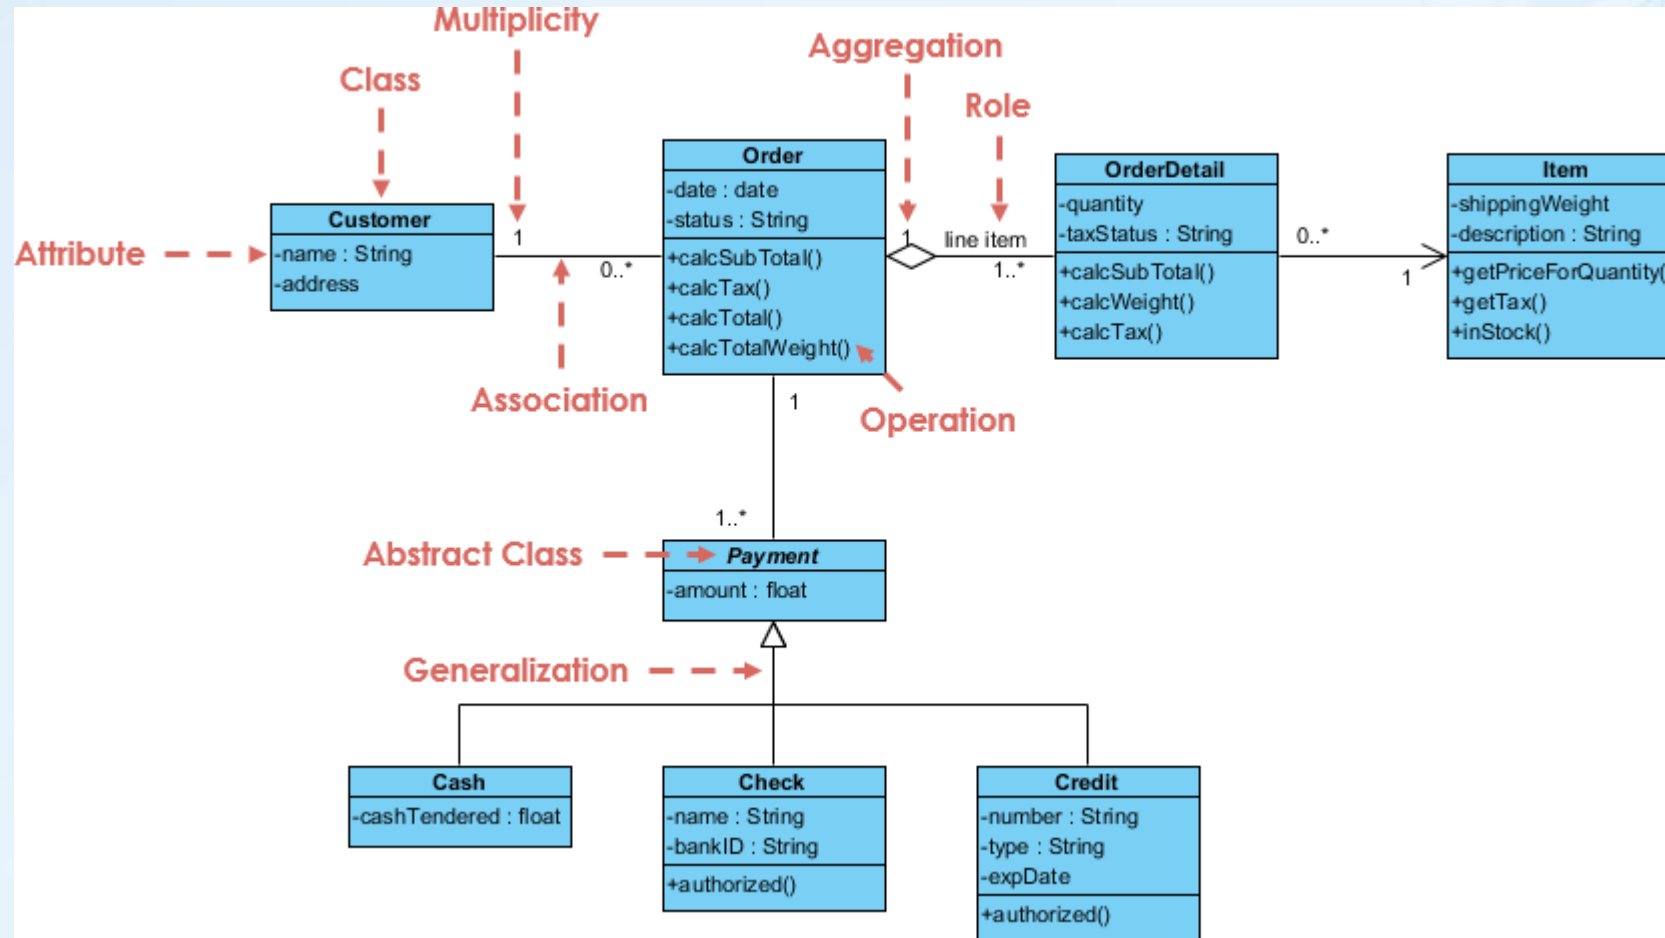 Multiplicity
Aggregation
Class
Role
Attribute
Customer
-name : String
-address
1
0..*
Association
Order
-date : date
-status : String
+calcSubTotal()
+calcTax()
+calcTotal()
+calcTotalWeight()
Operation
1
line item
1..*
OrderDetail
-quantity
-taxStatus : String
+calcSubTotal()
+calcWeight()
+calcTax()
0..*
1
Item
-shippingWeight
-description : String
+getPriceForQuantity(
+getTax()
+inStock()
1
1..*
Abstract Class
Payment
-amount : float
Generalization
Cash
-cashTendered : float
Check
-name : String
-bankID : String
+authorized()
Credit
-number : String
-type : String
-expDate
+authorized()